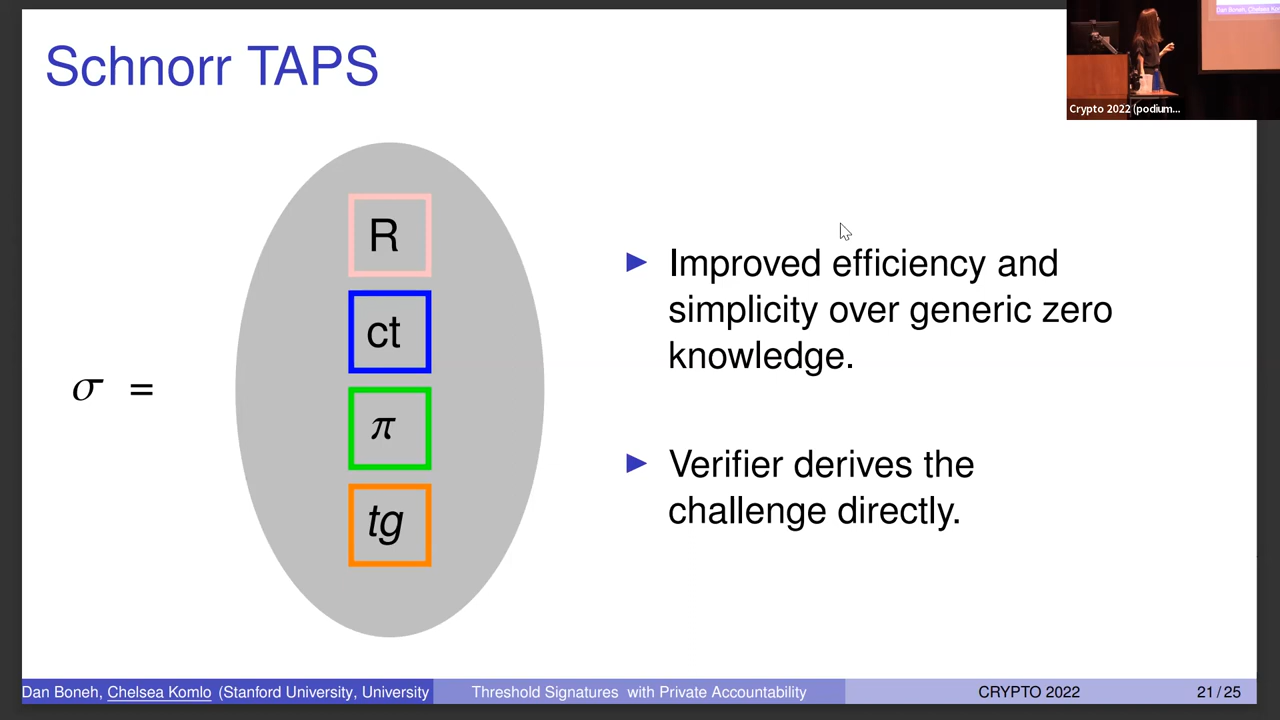 Schnorr TAPS
Crypto 2022 (podium...
R
ct
π
tg
σ =
Improved efficiency and
simplicity over generic zero
knowledge.
Verifier derives the
challenge directly.
Dan Boneh, Chelsea Komlo (Stanford University, University
Threshold Signatures with Private Accountability
CRYPTO 2022
21 / 25